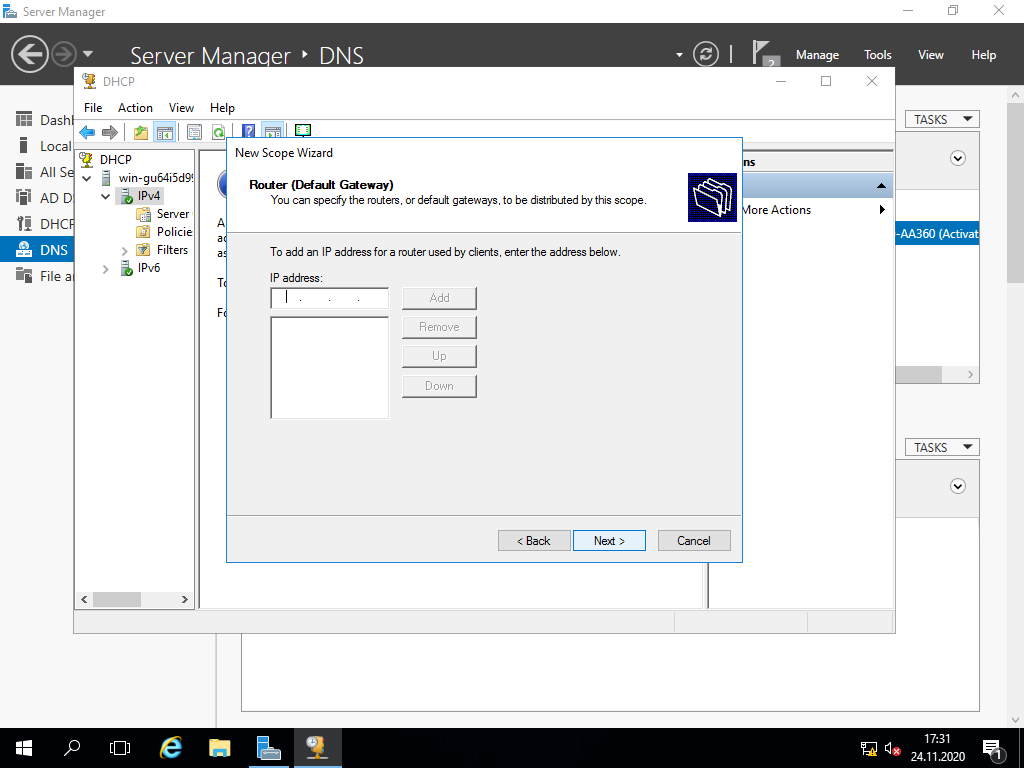 Server Manager
Server Manager ‣ DNS
2
Manage
Tools
View
Help
DHCP
File Action View Help
Dashb
Local
All Se
AD D
DHCP
DNS
File a
DHCP
win-gu64i5d9
IPv4
Server
Policie
Filters
IPv6
New Scope Wizard
Router (Default Gateway)
You can specify the routers, or default gateways, to be distributed by this scope.
To add an IP address for a router used by clients, enter the address below.
IP address:
. . .
Add
Remove
Up
Down
< Back
Next >
Cancel
ns
More Actions
TASKS
-AA360 (Activat
TASKS
17:31
24.11.2020
1